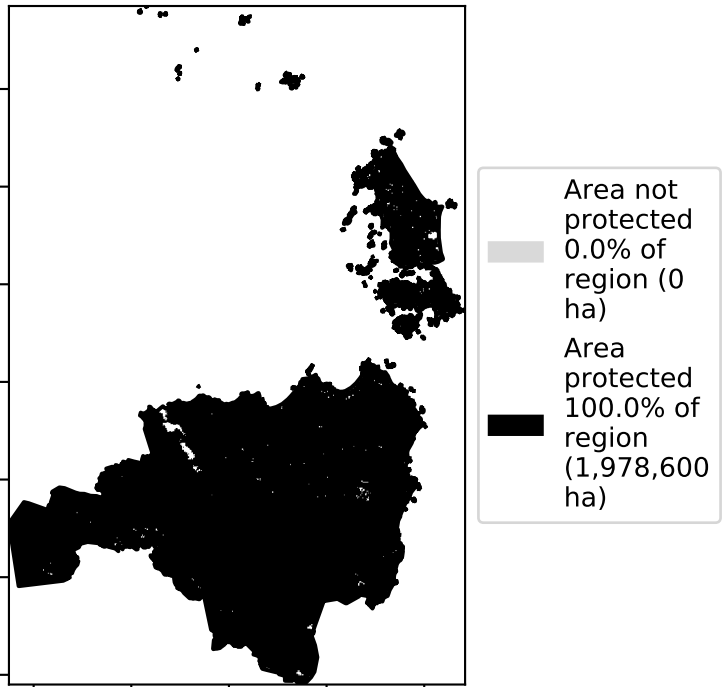 Area not
protected
0.0% of
region (0
ha)
Area
protected
100.0% of
region
(1,978,600
ha)